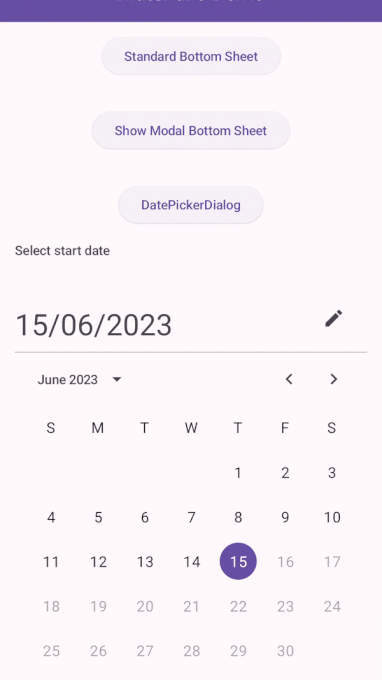 Standard Bottom Sheet
Show Modal Bottom Sheet
DatePickerDialog
Select start date
15/06/2023
June 2023
S M T W T F S
1 2 3
4 5 6 7 8 9 10
11 12 13 14 15 16 17
18 19 20 21 22 23 24
25 26 27 28 29 30